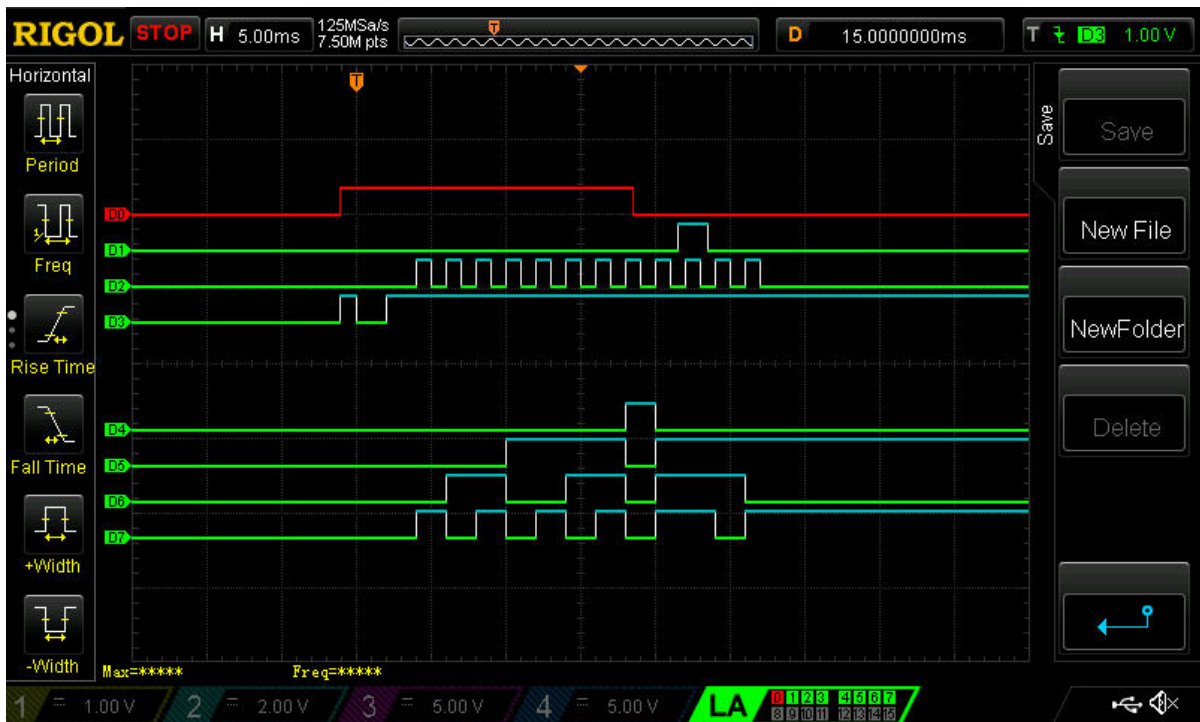 RIGOL STOP H 5.00ms 125MSa/s 7.50M pts T D 15.0000000ms T D3 1.00 V
Horizontal
T
Period
Freq
Rise Time
Fall Time
+Width
-Width
D0
D1
D2
D3
D4
D5
D6
D7
Max=***** Freq=*****
Save
Save
New File
NewFolder
Delete
1 = 1.00 V 2 = 2.00 V 3 = 5.00 V 4 = 5.00 V LA 0 1 2 3 4 5 6 7
8 9 10 11 12 13 14 15